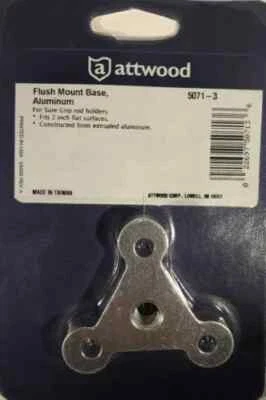 attwood
Flush Mount Base,
Aluminum
5071-3
For Sure Grip rod holders
• Fits 2 inch flat surfaces.
• Constructed from extruded aluminum.
MADE IN TAIWAN
ATTWOOD CORP., LOWELL, MI 49331